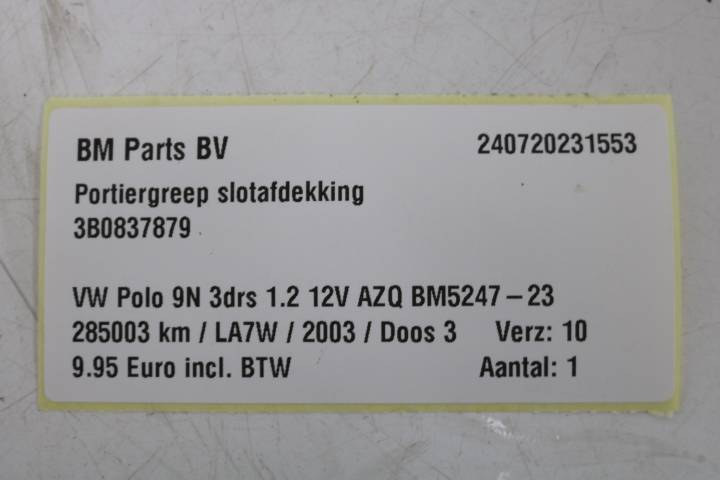 BM Parts BV 240720231553
Portiergreep slotafdekking
3B0837879
VW Polo 9N 3drs 1.2 12V AZQ BM5247 – 23
285003 km / LA7W / 2003 / Doos 3 Verz: 10
9.95 Euro incl. BTW Aantal: 1